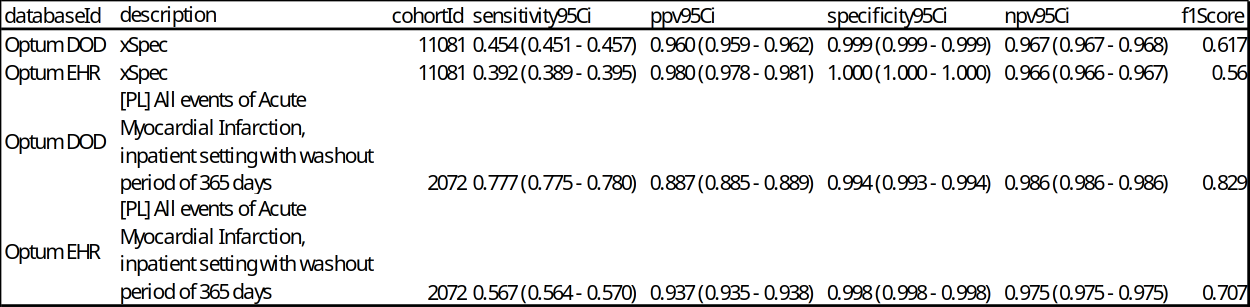 databaseId description cohortId sensitivity95Ci ppv95Ci specificity95Ci npv95Ci f1Score
Optum DOD xSpec 11081 0.454 (0.451 - 0.457) 0.960 (0.959 - 0.962) 0.999 (0.999 - 0.999) 0.967 (0.967 - 0.968) 0.617
Optum EHR xSpec 11081 0.392 (0.389 - 0.395) 0.980 (0.978 - 0.981) 1.000 (1.000 - 1.000) 0.966 (0.966 - 0.967) 0.56
[PL] All events of Acute
Myocardial Infarction,
Optum DOD
inpatient setting with washout
period of 365 days 2072 0.777 (0.775 - 0.780) 0.887 (0.885 - 0.889) 0.994 (0.993 - 0.994) 0.986 (0.986 - 0.986) 0.829
[PL] All events of Acute
Myocardial Infarction,
Optum EHR
inpatient setting with washout
period of 365 days 2072 0.567 (0.564 - 0.570) 0.937 (0.935 - 0.938) 0.998 (0.998 - 0.998) 0.975 (0.975 - 0.975) 0.707